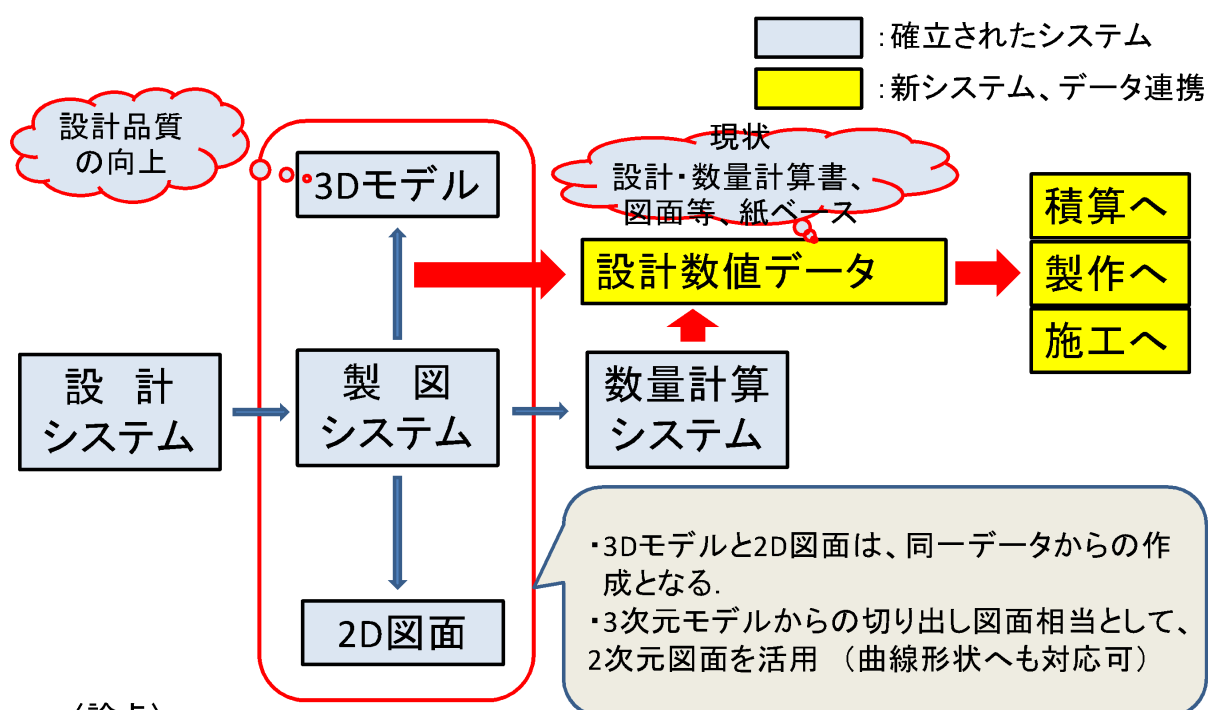 :確立されたシステム
:新システム、データ連携
設計品質
の向上
現状
設計・数量計算書、
図面等、紙ベース
3Dモデル
設計数値データ
積算へ
製作へ
施工へ
設 計
システム
製 図
システム
数量計算
システム
2D図面
・3Dモデルと2D図面は、同一データからの作
成となる.
・3次元モデルからの切り出し図面相当として、
2次元図面を活用 (曲線形状へも対応可)